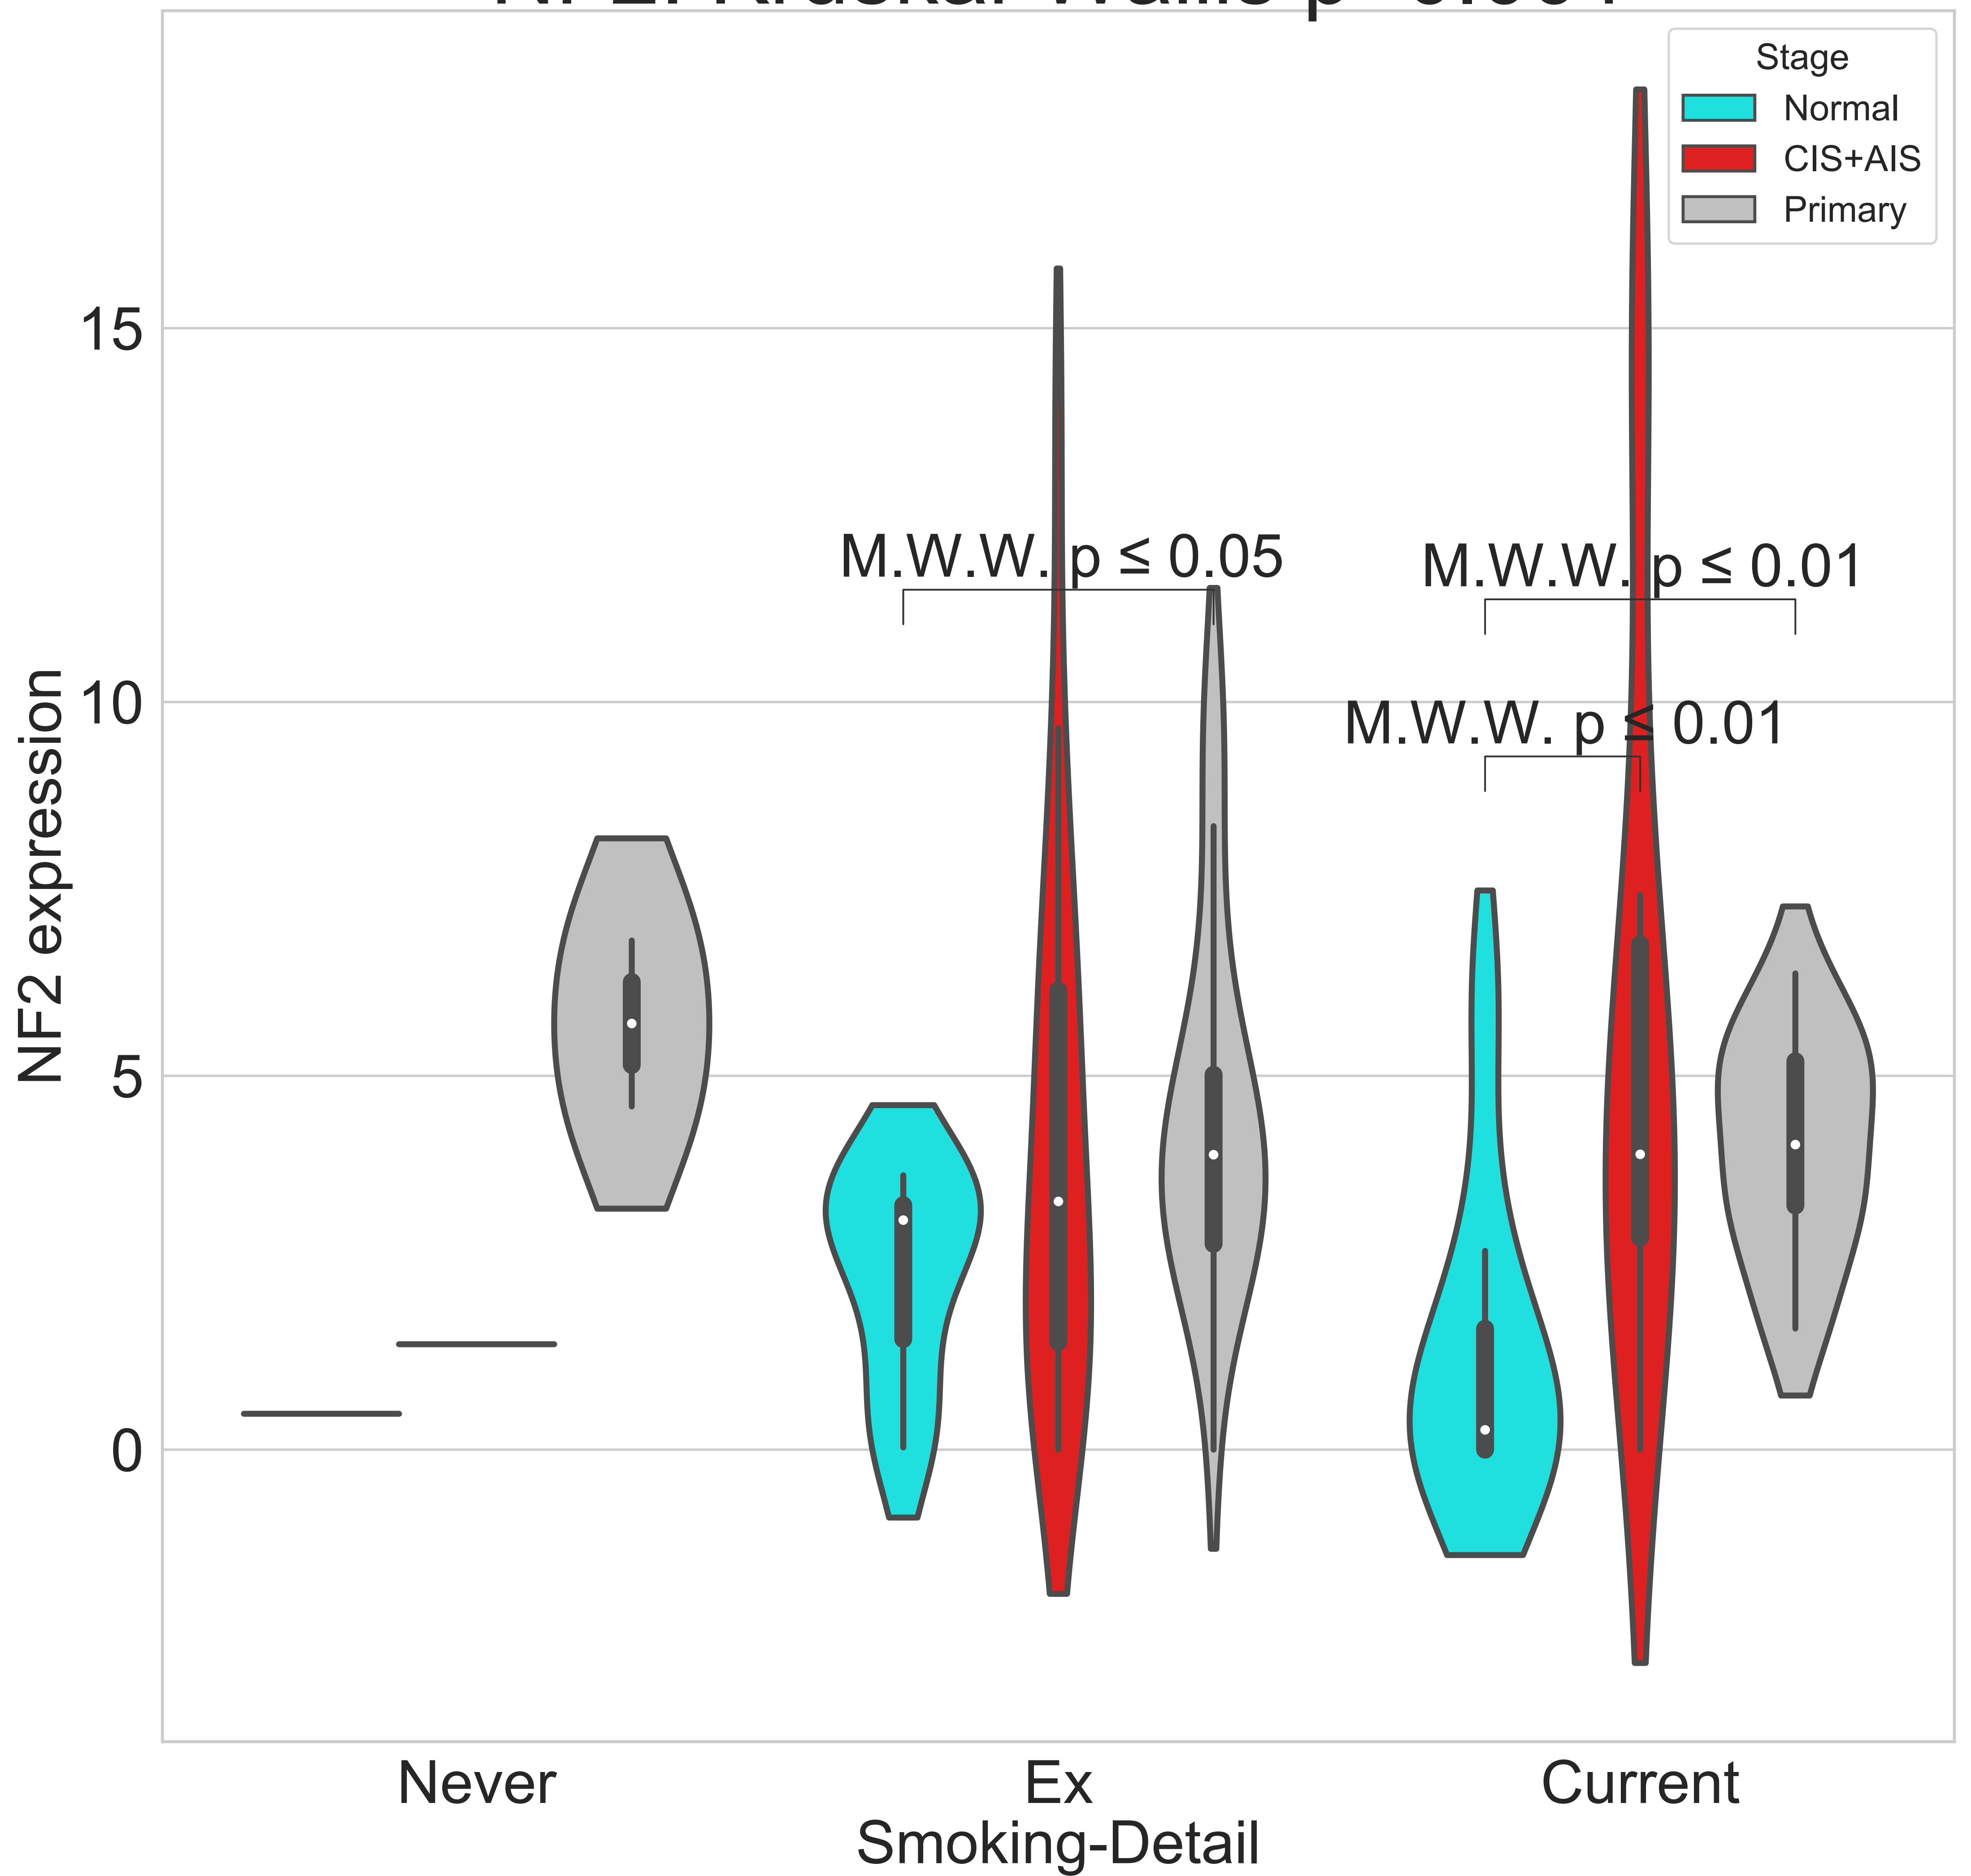 Stage
Normal
CIS+AIS
Primary
15
10
5
0
NF2 expression
M.W.W. p ≤ 0.05
M.W.W. p ≤ 0.01
M.W.W. p ≤ 0.01
Never
Ex
Current
Smoking-Detail